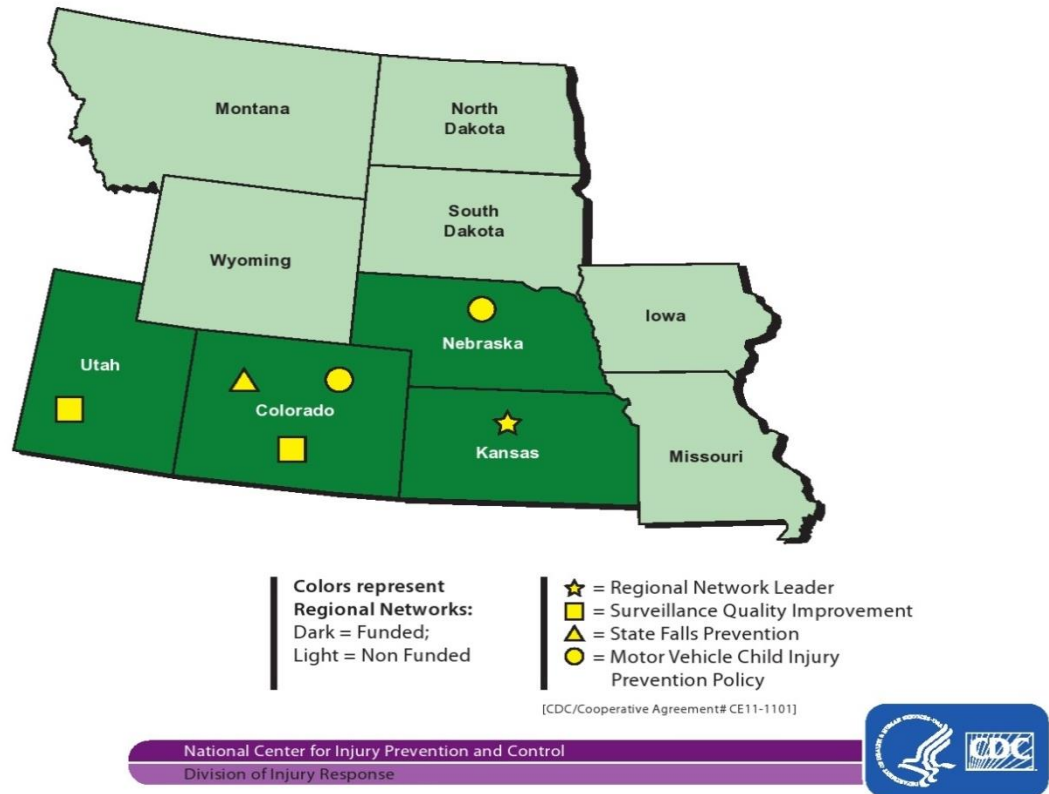 Montana
North
Dakota
South
Dakota
Wyoming
Iowa
Nebraska
Utah
Colorado
Kansas
Missouri
Colors represent
Regional Networks:
Dark = Funded;
Light = Non Funded
= Regional Network Leader
= Surveillance Quality Improvement
= State Falls Prevention
= Motor Vehicle Child Injury
Prevention Policy
[CDC/Cooperative Agreement# CE11-1101]
National Center for Injury Prevention and Control
Division of Injury Response
CDC